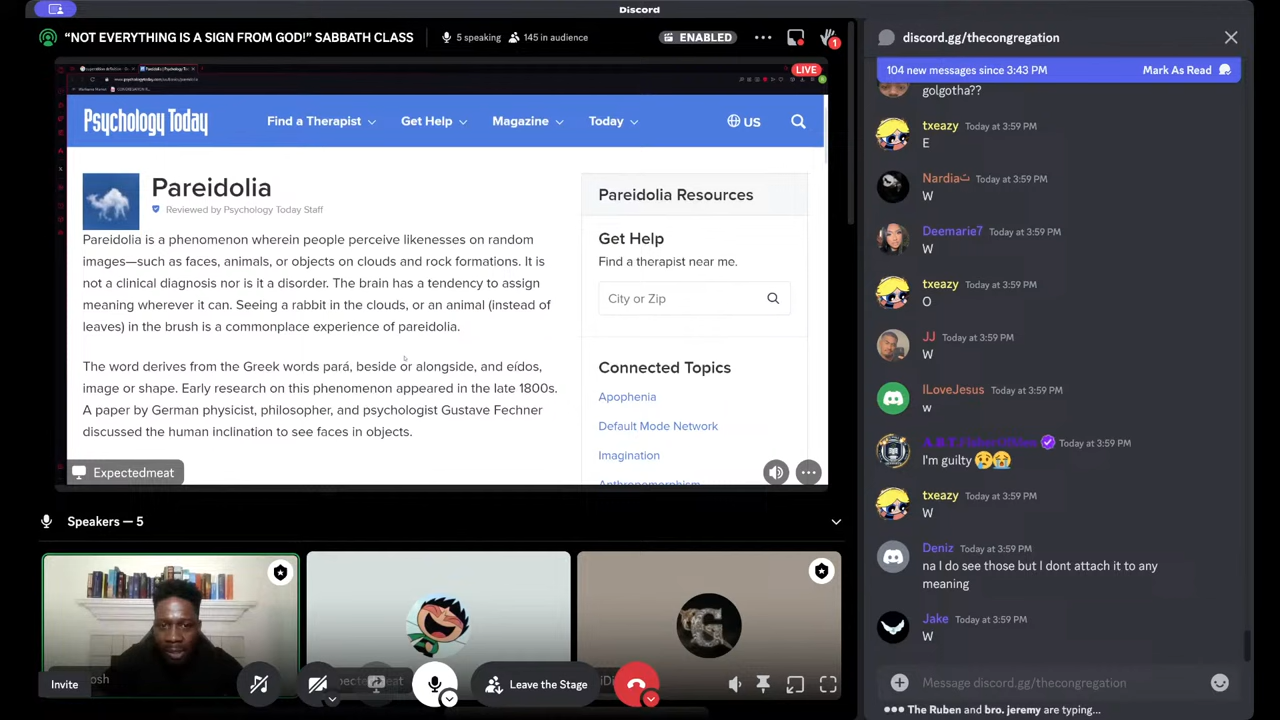 Discord
"NOT EVERYTHING IS A SIGN FROM GOD!" SABBATH CLASS
5 speaking
145 in audience
ENABLED
1
LIVE
Psychology Today
Find a Therapist
Get Help
Magazine
Today
US
Pareidolia
Reviewed by Psychology Today Staff
Pareidolia is a phenomenon wherein people perceive likenesses on random
images—such as faces, animals, or objects on clouds and rock formations. It is
not a clinical diagnosis nor is it a disorder. The brain has a tendency to assign
meaning wherever it can. Seeing a rabbit in the clouds, or an animal (instead of
leaves) in the brush is a commonplace experience of pareidolia.
The word derives from the Greek words pará, beside or alongside, and eídos,
image or shape. Early research on this phenomenon appeared in the late 1800s.
A paper by German physicist, philosopher, and psychologist Gustave Fechner
discussed the human inclination to see faces in objects.
Pareidolia Resources
Get Help
Find a therapist near me.
City or Zip
Connected Topics
Apophenia
Default Mode Network
Imagination
Anthropomorphism
Expectedmeat
Speakers — 5
G
Invite
Leave the Stage
discord.gg/thecongregation
104 new messages since 3:43 PM
Mark As Read
golgotha??
txeazy Today at 3:59 PM
E
Nardiaث Today at 3:59 PM
W
Deemarie7 Today at 3:59 PM
W
txeazy Today at 3:59 PM
O
JJ Today at 3:59 PM
W
ILoveJesus Today at 3:59 PM
w
Today at 3:59 PM
I'm guilty 😢😭
txeazy Today at 3:59 PM
W
Deniz Today at 3:59 PM
na I do see those but I dont attach it to any
meaning
Jake Today at 3:59 PM
W
Message discord.gg/thecongregation
The Ruben and bro. jeremy are typing...